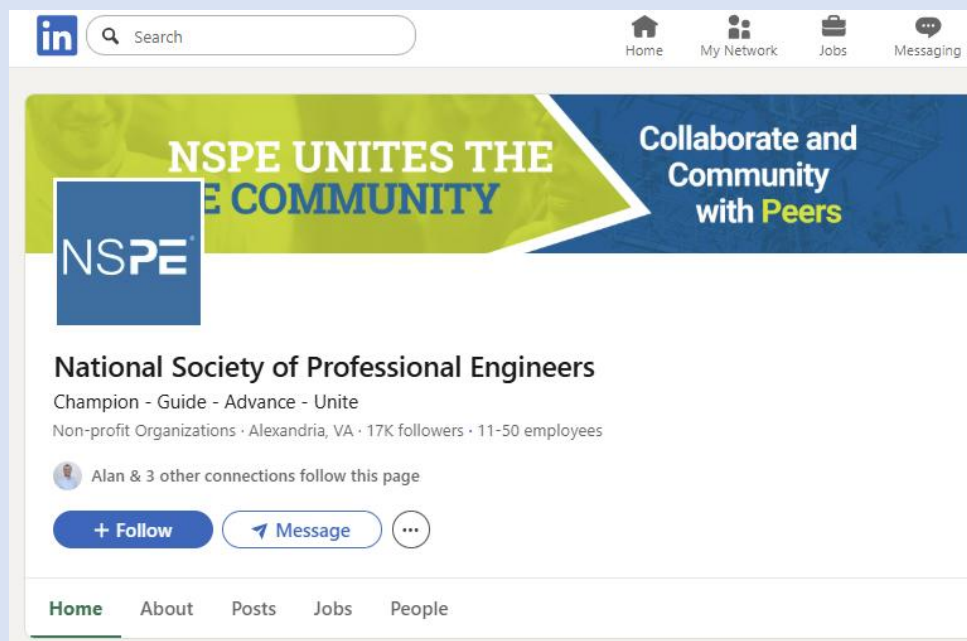 in
Search
Home
My Network
Jobs
Messaging
NSPE UNITES THE
E COMMUNITY
Collaborate and
Community
with Peers
NSPE
National Society of Professional Engineers
Champion - Guide - Advance - Unite
Non-profit Organizations · Alexandria, VA · 17K followers · 11-50 employees
Alan & 3 other connections follow this page
+ Follow
Message
Home About Posts Jobs People